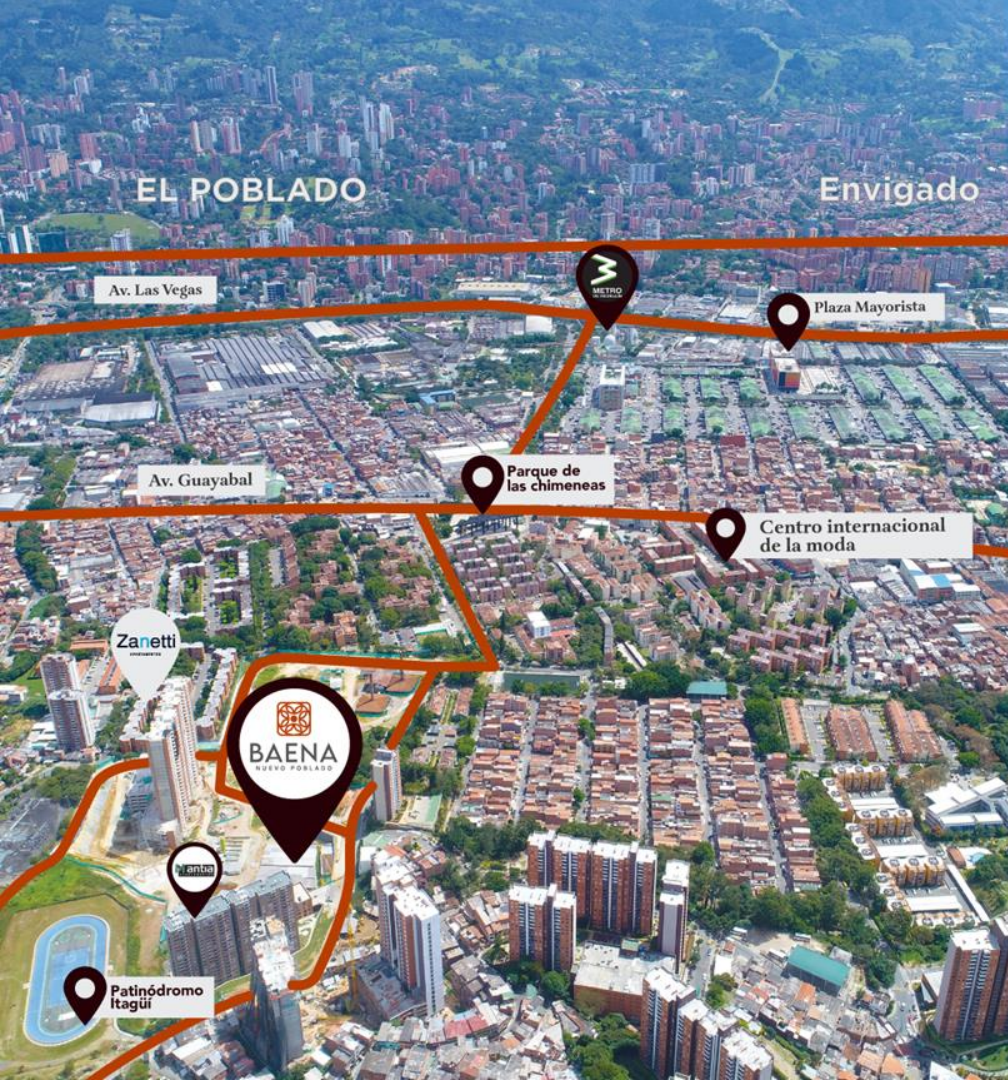 EL POBLADO
Envigado
Av. Las Vegas
METRO
Plaza Mayorista
Av. Guayabal
Parque de
las chimeneas
Centro internacional
de la moda
Zanetti
BAENA
NUEVO POBLADO
Patinódromo
Itagüí